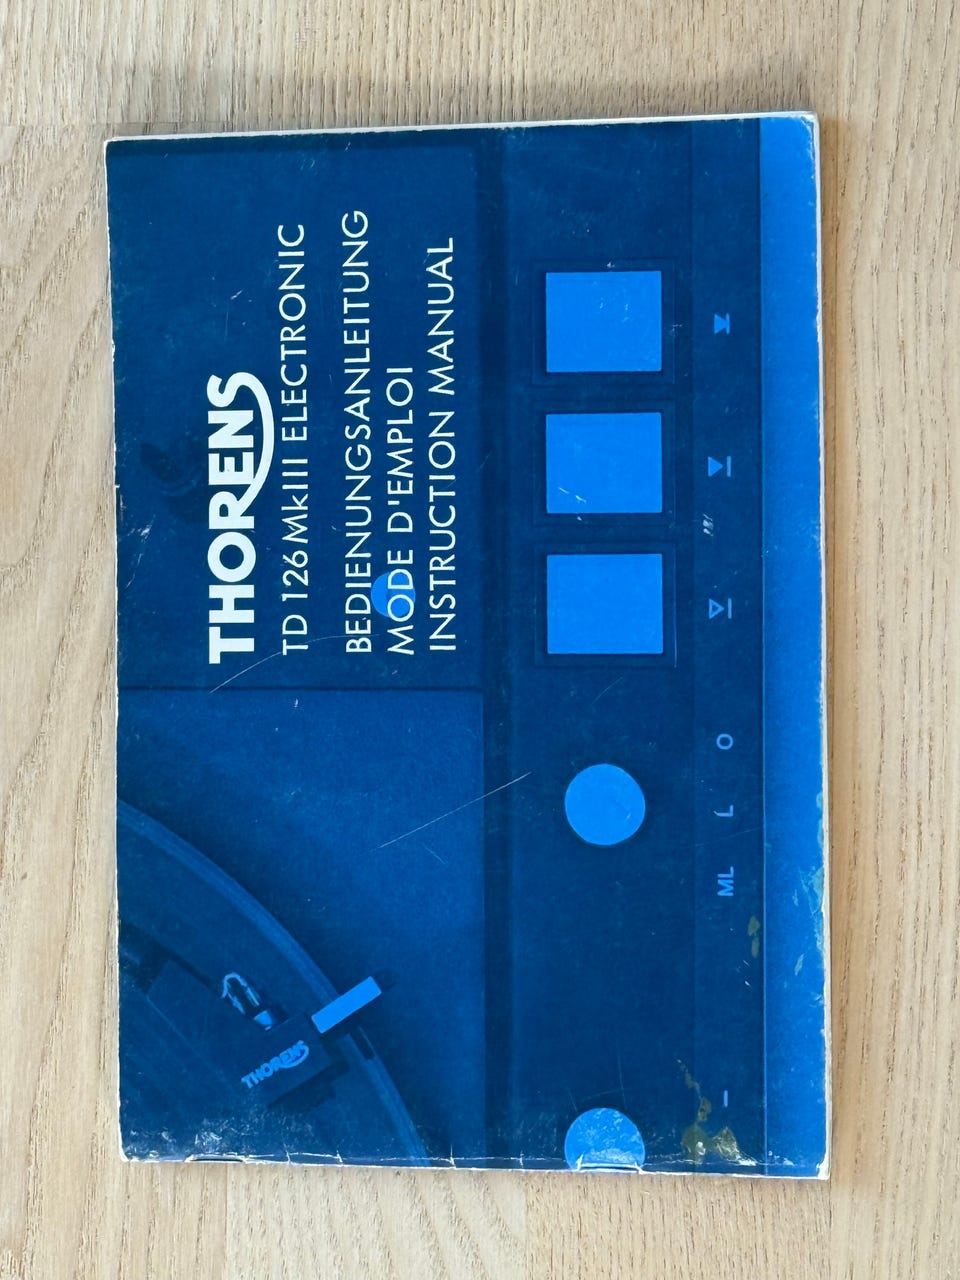 THORENS
TD 126 MkIII ELECTRONIC
BEDIENUNGSANLEITUNG
MODE D'EMPLOI
INSTRUCTION MANUAL
THORENS
ML L O